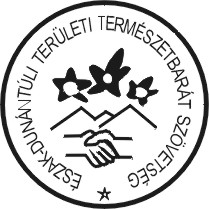 ÉSZAK-DUNÁNTÚLI TERÜLETI TERMÉSZETBARÁT SZÖVETSÉG